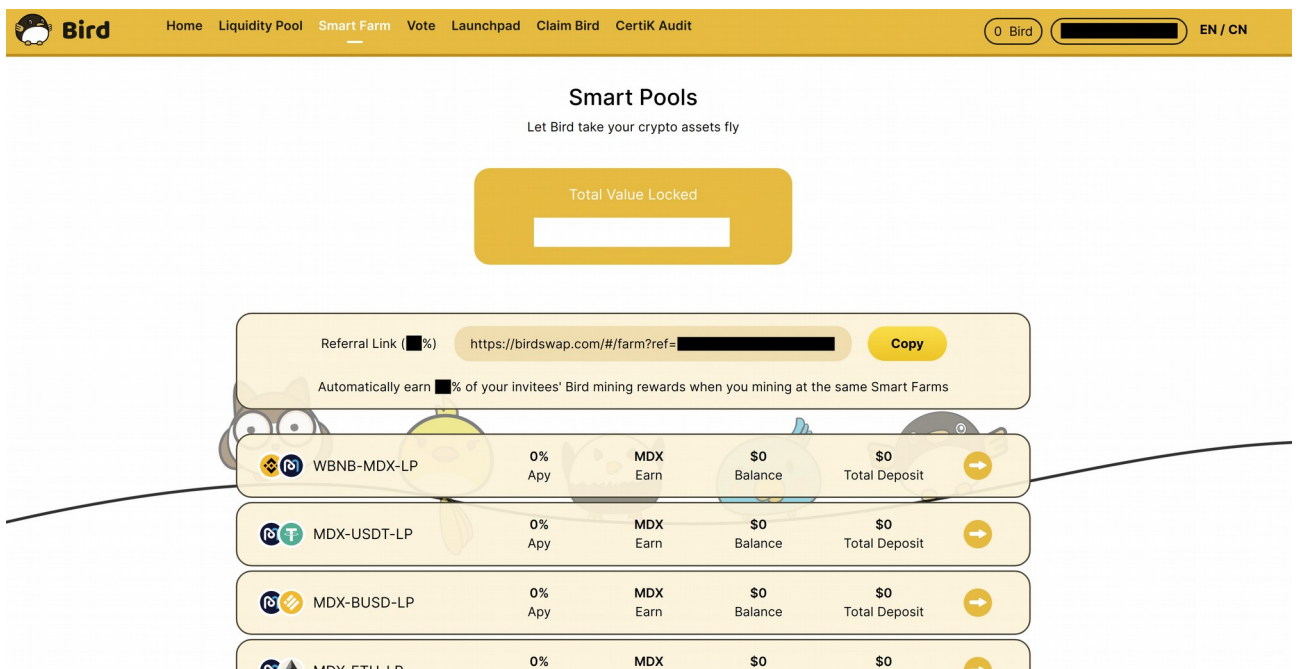 Bird Home Liquidity Pool Smart Farm Vote Launchpad Claim Bird CertiK Audit 0 Bird EN / CN
Smart Pools
Let Bird take your crypto assets fly
Total Value Locked
Referral Link ( %) https://birdswap.com/#/farm?ref= Copy
Automatically earn % of your invitees' Bird mining rewards when you mining at the same Smart Farms
WBNB-MDX-LP 0% MDX $0 $0
Apy Earn Balance Total Deposit
MDX-USDT-LP 0% MDX $0 $0
Apy Earn Balance Total Deposit
MDX-BUSD-LP 0% MDX $0 $0
Apy Earn Balance Total Deposit
MDX-ETH-LP 0% MDX $0 $0